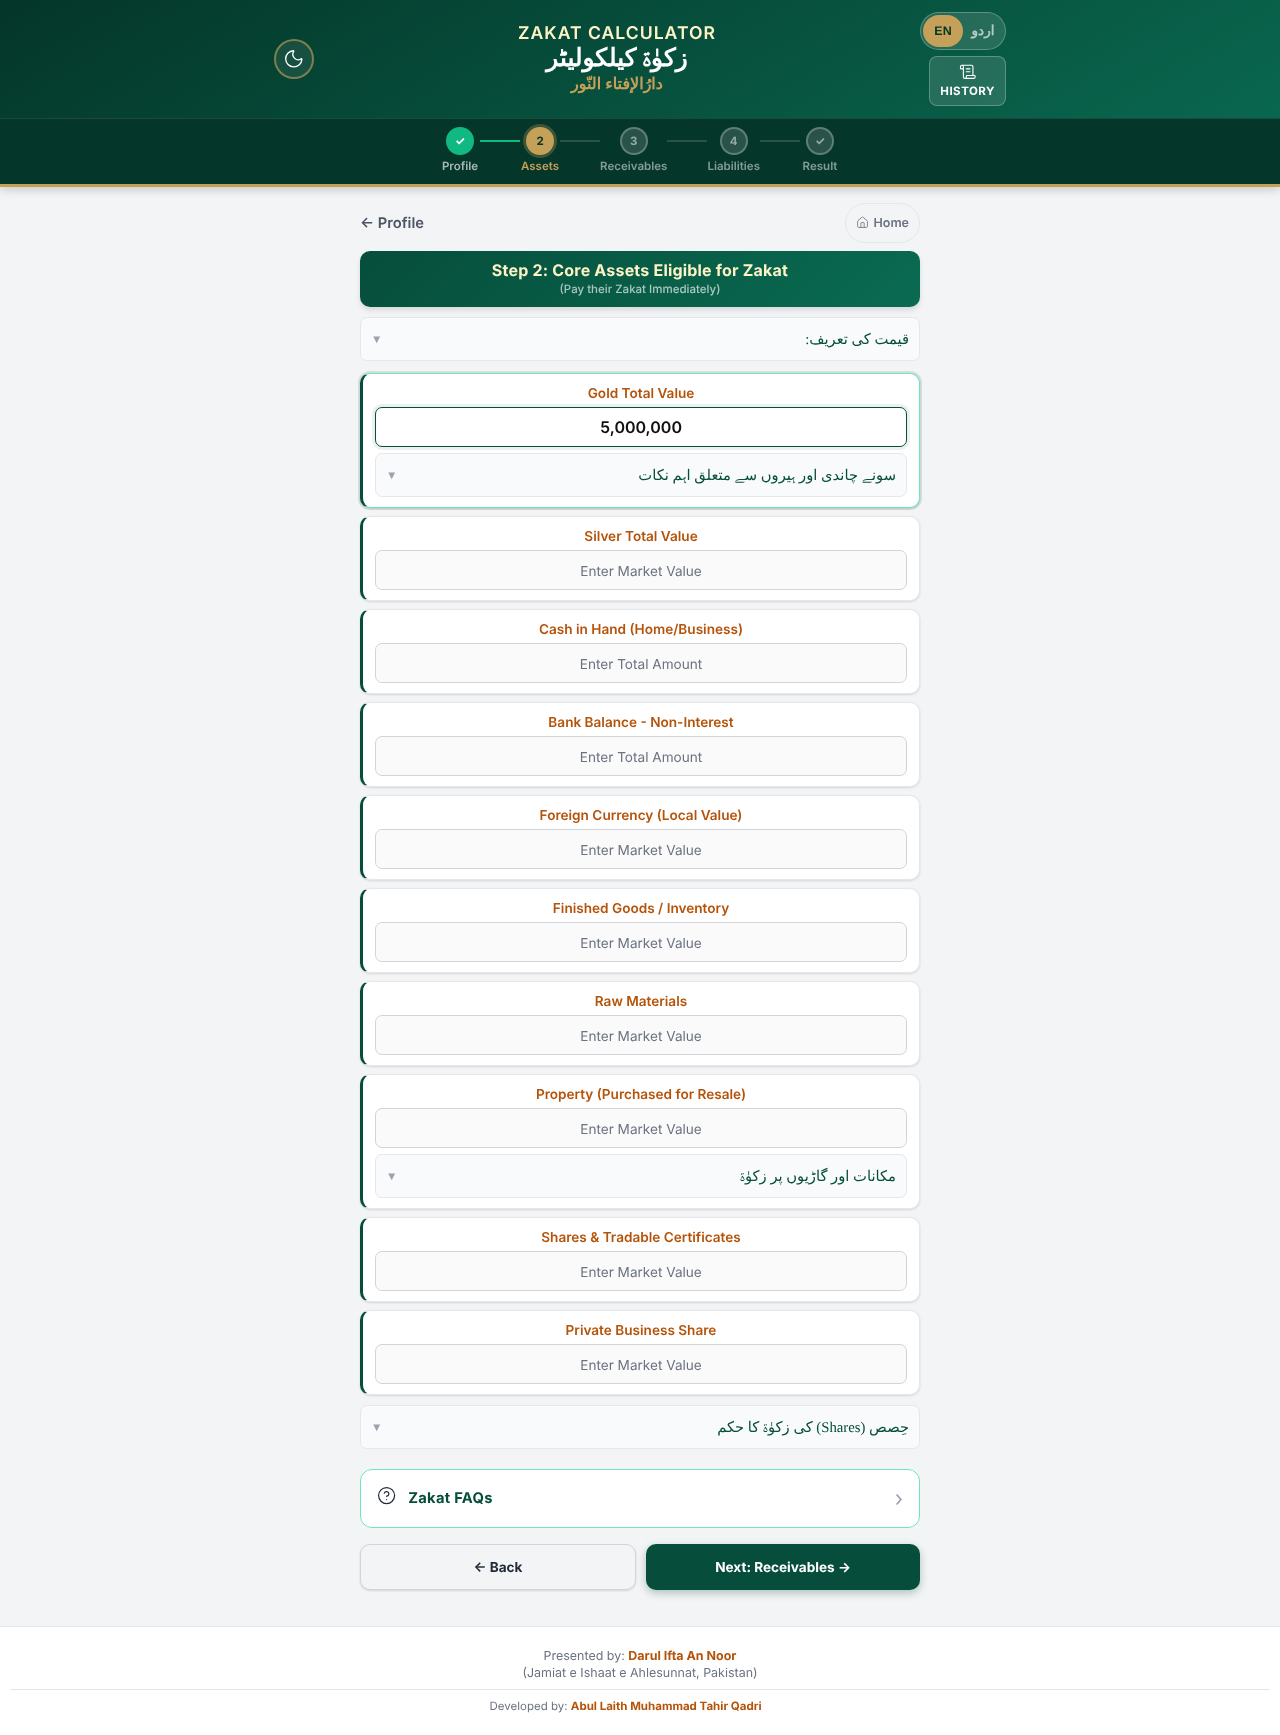 ZAKAT CALCULATOR
زکوٰۃ کیلکولیٹر
دارُالإفتاء النّور
EN اردو
HISTORY
2 3 4
Profile Assets Receivables Liabilities Result
← Profile
Home
Step 2: Core Assets Eligible for Zakat
(Pay their Zakat Immediately)
قیمت کی تعریف:
Gold Total Value
5,000,000
سونے چاندی اور ہیروں سے متعلق اہم نکات
Silver Total Value
Enter Market Value
Cash in Hand (Home/Business)
Enter Total Amount
Bank Balance - Non-Interest
Enter Total Amount
Foreign Currency (Local Value)
Enter Market Value
Finished Goods / Inventory
Enter Market Value
Raw Materials
Enter Market Value
Property (Purchased for Resale)
Enter Market Value
مکانات اور گاڑیوں پر زکوٰۃ
Shares & Tradable Certificates
Enter Market Value
Private Business Share
Enter Market Value
حِصص (Shares) کی زکوٰۃ کا حکم
Zakat FAQs
← Back
Next: Receivables →
Presented by: Darul Ifta An Noor
(Jamiat e Ishaat e Ahlesunnat, Pakistan)
Developed by: Abul Laith Muhammad Tahir Qadri